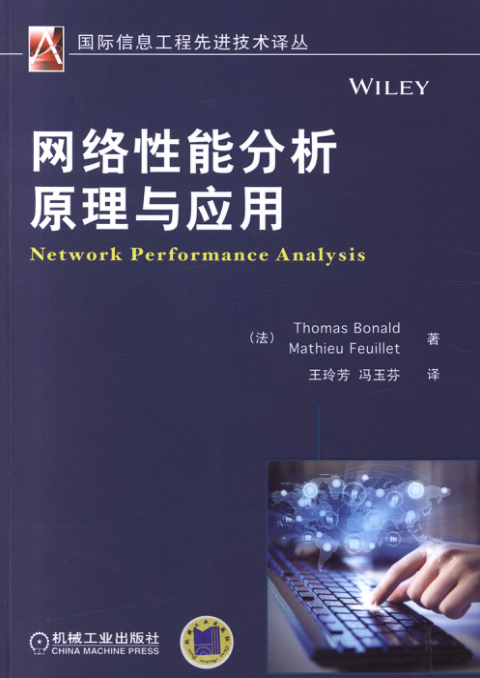 国际信息工程先进技术译丛
WILEY
网络性能分析
原理与应用
Network Performance Analysis
（法） Thomas Bonald
Mathieu Feuillet 著
王玲芳 冯玉芬 译
机械工业出版社
CHINA MACHINE PRESS